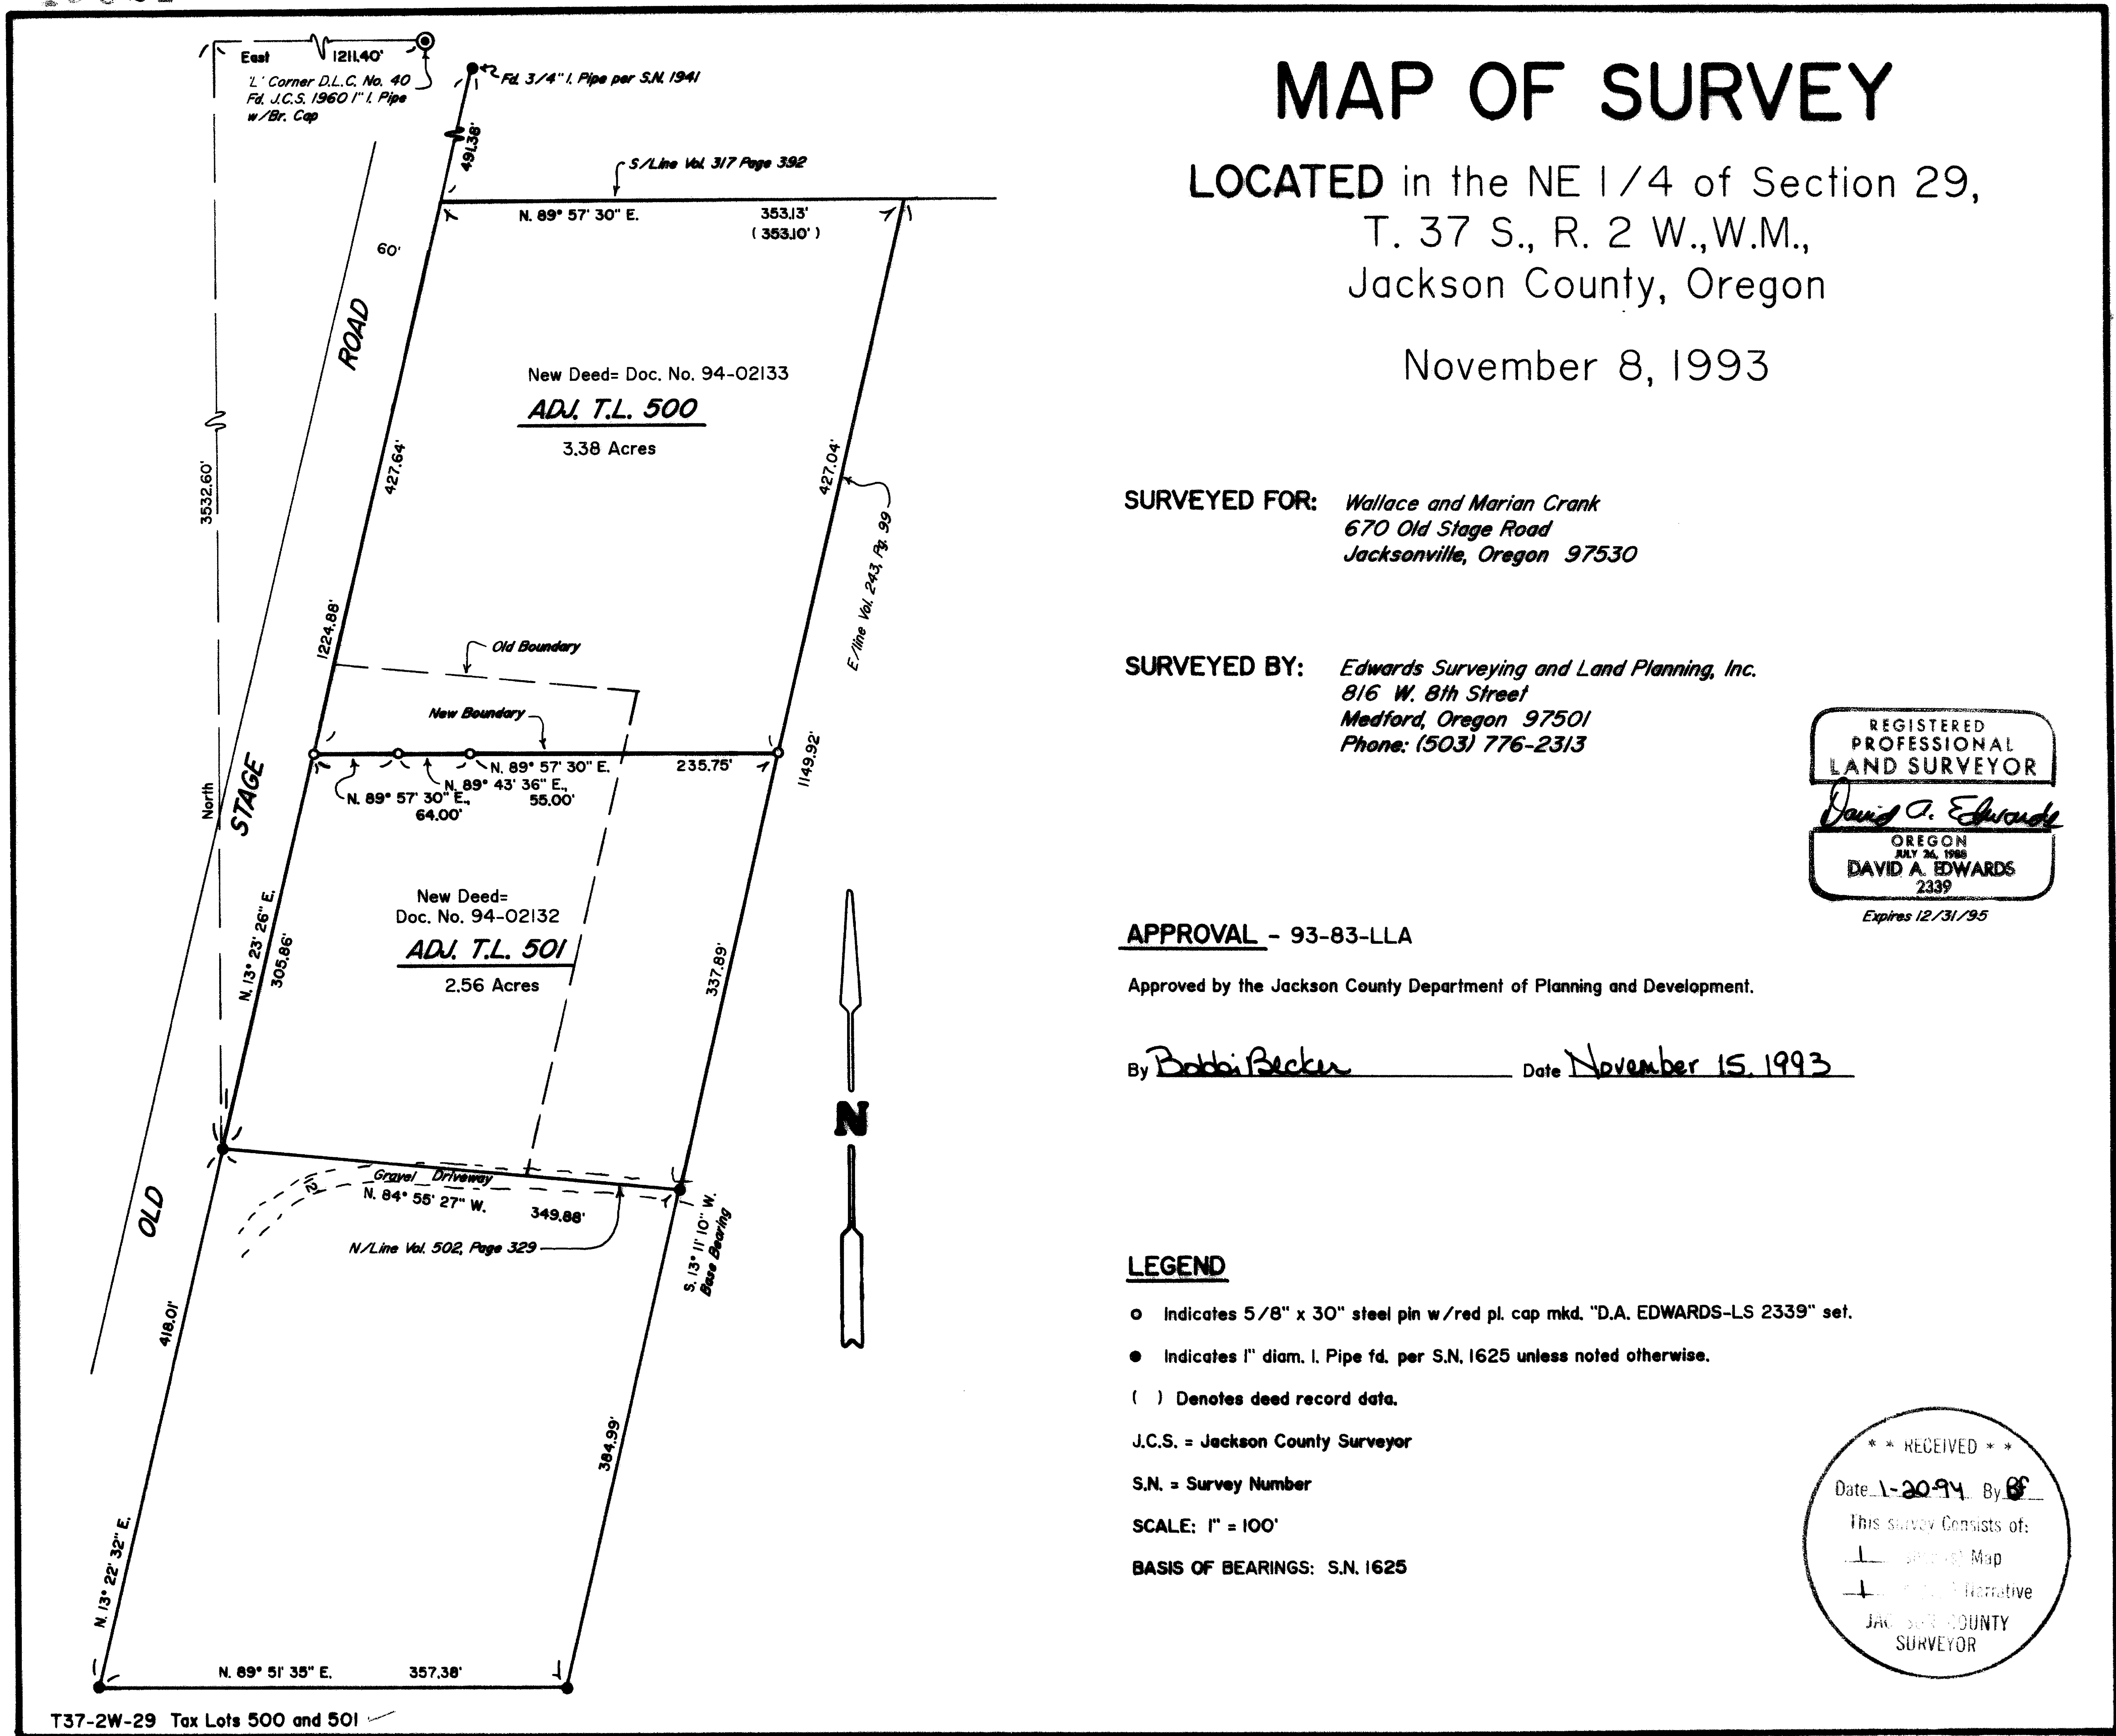 East 1211.40'
'L' Corner D.L.C. No. 40
Fd. J.C.S. 1960 1" I. Pipe
w/Br. Cap
Fd. 3/4" I. Pipe per S.N. 1941
491.38'
S/Line Vol. 317 Page 392
N. 89° 57' 30" E. 353.13'
( 353.10' )
60'
ROAD
3532.60'
North
New Deed= Doc. No. 94-02133
ADJ. T.L. 500
3.38 Acres
427.64'
427.04'
E/line Vol. 243, Pg. 99
1224.88'
Old Boundary
New Boundary
N. 89° 57' 30" E. 235.75'
N. 89° 43' 36" E.,
55.00'
N. 89° 57' 30" E.,
64.00'
1149.92'
STAGE
New Deed=
Doc. No. 94-02132
ADJ. T.L. 501
2.56 Acres
N. 13° 23' 26" E.
305.86'
337.89'
Gravel Driveway
N. 84° 55' 27" W. 349.88'
N/Line Vol. 502, Page 329
S. 13° 11' 10" W.
Base Bearing
OLD
12'
418.01'
384.99'
N. 13° 22' 32" E.
N. 89° 51' 35" E. 357.38'
T37-2W-29 Tax Lots 500 and 501
N
MAP OF SURVEY
LOCATED in the NE 1/4 of Section 29,
T. 37 S., R. 2 W.,W.M.,
Jackson County, Oregon
November 8, 1993
SURVEYED FOR: Wallace and Marian Crank
670 Old Stage Road
Jacksonville, Oregon 97530
SURVEYED BY: Edwards Surveying and Land Planning, Inc.
816 W. 8th Street
Medford, Oregon 97501
Phone: (503) 776-2313
REGISTERED
PROFESSIONAL
LAND SURVEYOR
David A. Edwards
OREGON
JULY 26, 1988
DAVID A. EDWARDS
2339
Expires 12/31/95
APPROVAL - 93-83-LLA
Approved by the Jackson County Department of Planning and Development.
By Bobbi Becker Date November 15, 1993
LEGEND
o Indicates 5/8" x 30" steel pin w/red pl. cap mkd. "D.A. EDWARDS-LS 2339" set.
● Indicates 1" diam. I. Pipe fd. per S.N. 1625 unless noted otherwise.
( ) Denotes deed record data.
J.C.S. = Jackson County Surveyor
S.N. = Survey Number
SCALE: 1" = 100'
BASIS OF BEARINGS: S.N. 1625
* * RECEIVED * *
Date 1-20-94 By BF
This survey Consists of:
1 Map
1 Narrative
JACKSON COUNTY
SURVEYOR